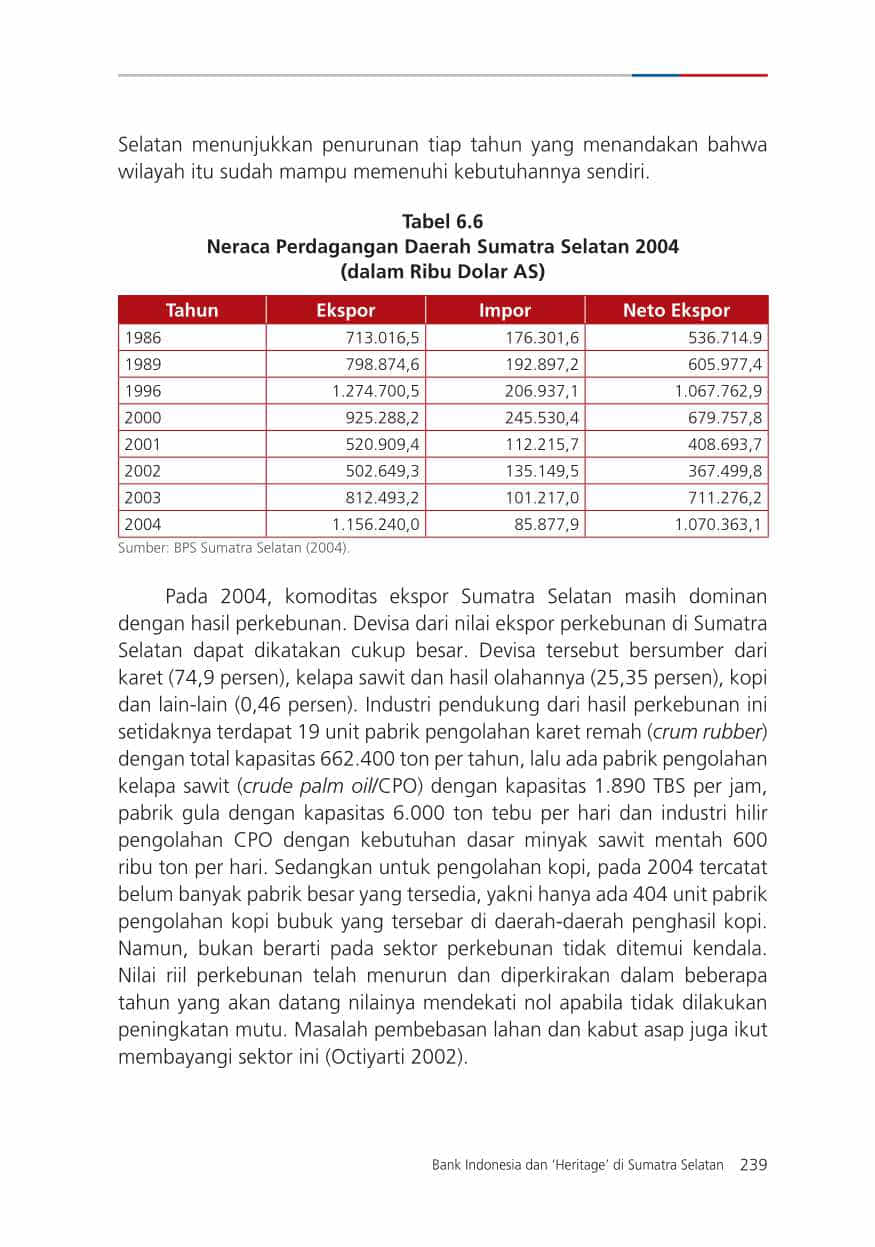 Selatan menunjukkan penurunan tiap tahun yang menandakan bahwa
wilayah itu sudah mampu memenuhi kebutuhannya sendiri.
Tabel 6.6
Neraca Perdagangan Daerah Sumatra Selatan 2004
(dalam Ribu Dolar AS)
Tahun Ekspor Impor Neto Ekspor
1986 713.016,5 176.301,6 536.714.9
1989 798.874,6 192.897,2 605.977,4
1996 1.274.700,5 206.937,1 1.067.762,9
2000 925.288,2 245.530,4 679.757,8
2001 520.909,4 112.215,7 408.693,7
2002 502.649,3 135.149,5 367.499,8
2003 812.493,2 101.217,0 711.276,2
2004 1.156.240,0 85.877,9 1.070.363,1
Sumber: BPS Sumatra Selatan (2004).
Pada 2004, komoditas ekspor Sumatra Selatan masih dominan
dengan hasil perkebunan. Devisa dari nilai ekspor perkebunan di Sumatra
Selatan dapat dikatakan cukup besar. Devisa tersebut bersumber dari
karet (74,9 persen), kelapa sawit dan hasil olahannya (25,35 persen), kopi
dan lain-lain (0,46 persen). Industri pendukung dari hasil perkebunan ini
setidaknya terdapat 19 unit pabrik pengolahan karet remah (crum rubber)
dengan total kapasitas 662.400 ton per tahun, lalu ada pabrik pengolahan
kelapa sawit (crude palm oil/CPO) dengan kapasitas 1.890 TBS per jam,
pabrik gula dengan kapasitas 6.000 ton tebu per hari dan industri hilir
pengolahan CPO dengan kebutuhan dasar minyak sawit mentah 600
ribu ton per hari. Sedangkan untuk pengolahan kopi, pada 2004 tercatat
belum banyak pabrik besar yang tersedia, yakni hanya ada 404 unit pabrik
pengolahan kopi bubuk yang tersebar di daerah-daerah penghasil kopi.
Namun, bukan berarti pada sektor perkebunan tidak ditemui kendala.
Nilai riil perkebunan telah menurun dan diperkirakan dalam beberapa
tahun yang akan datang nilainya mendekati nol apabila tidak dilakukan
peningkatan mutu. Masalah pembebasan lahan dan kabut asap juga ikut
membayangi sektor ini (Octiyarti 2002).
Bank Indonesia dan ‘Heritage’ di Sumatra Selatan 239